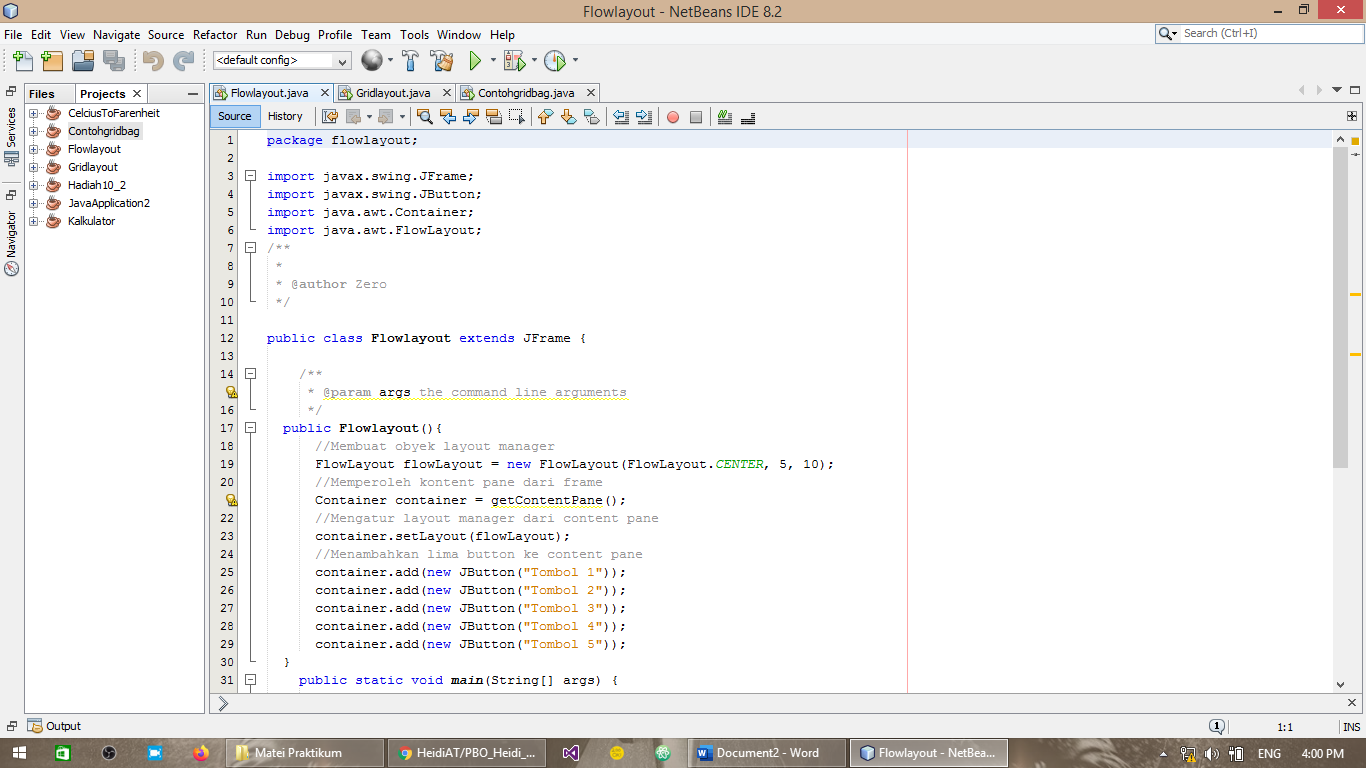 Flowlayout - NetBeans IDE 8.2
File Edit View Navigate Source Refactor Run Debug Profile Team Tools Window Help
Search (Ctrl+I)
<default config>
Files Projects
Flowlayout.java Gridlayout.java Contohgridbag.java
Services
Navigator
CelciusToFarenheit
Contohgridbag
Flowlayout
Gridlayout
Hadiah10_2
JavaApplication2
Kalkulator
Source History
1 package flowlayout;
2
3 import javax.swing.JFrame;
4 import javax.swing.JButton;
5 import java.awt.Container;
6 import java.awt.FlowLayout;
7 /**
8 *
9 * @author Zero
10 */
11
12 public class Flowlayout extends JFrame {
13
14 /**
* @param args the command line arguments
16 */
17 public Flowlayout(){
18 //Membuat obyek layout manager
19 FlowLayout flowLayout = new FlowLayout(FlowLayout.CENTER, 5, 10);
20 //Memperoleh kontent pane dari frame
Container container = getContentPane();
22 //Mengatur layout manager dari content pane
23 container.setLayout(flowLayout);
24 //Menambahkan lima button ke content pane
25 container.add(new JButton("Tombol 1"));
26 container.add(new JButton("Tombol 2"));
27 container.add(new JButton("Tombol 3"));
28 container.add(new JButton("Tombol 4"));
29 container.add(new JButton("Tombol 5"));
30 }
31 public static void main(String[] args) {
Output
1
1:1
INS
Matei Praktikum
HeidiAT/PBO_Heidi_...
Document2 - Word
Flowlayout - NetBea...
ENG
4:00 PM